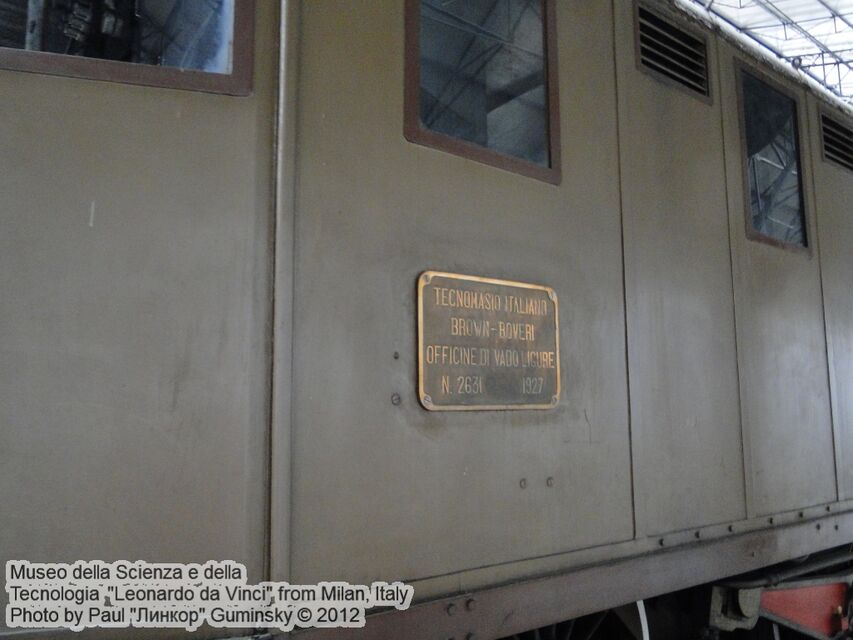 TECNOMASIO ITALIANO
BROWN-BOVERI
OFFICINE DI VADO LIGURE
N. 2631 1927
Museo della Scienza e della
Tecnologia "Leonardo da Vinci", from Milan, Italy
Photo by Paul "Линкор" Guminsky © 2012